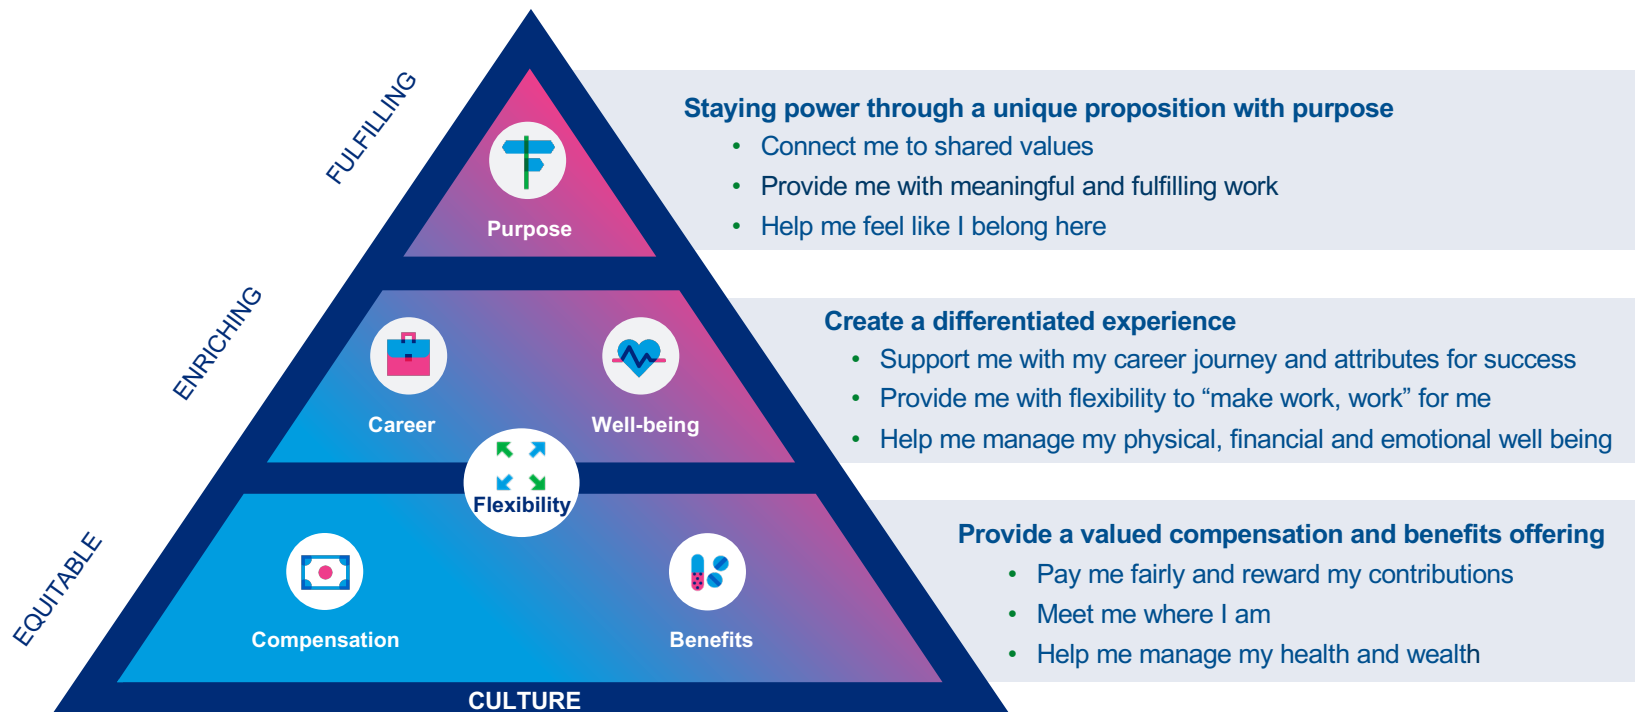 FULFILLING
Staying power through a unique proposition with purpose
• Connect me to shared values
• Provide me with meaningful and fulfilling work
• Help me feel like I belong here
Purpose
ENRICHING
Create a differentiated experience
• Support me with my career journey and attributes for success
• Provide me with flexibility to “make work, work” for me
• Help me manage my physical, financial and emotional well being
Career
Well-being
Flexibility
EQUITABLE
Provide a valued compensation and benefits offering
• Pay me fairly and reward my contributions
• Meet me where I am
• Help me manage my health and wealth
Compensation
Benefits
CULTURE